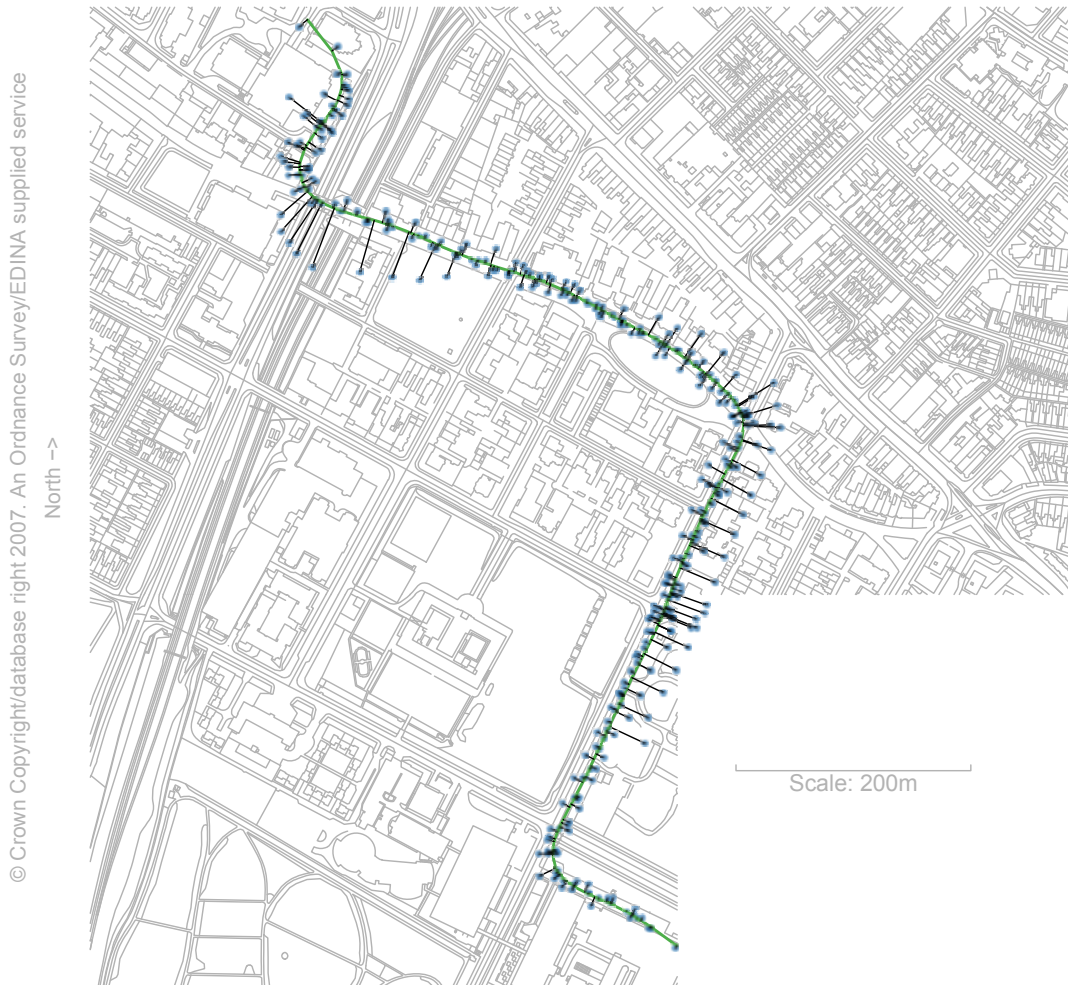 © Crown Copyright/database right 2007. An Ordnance Survey/EDINA supplied service
North −>
Scale: 200m